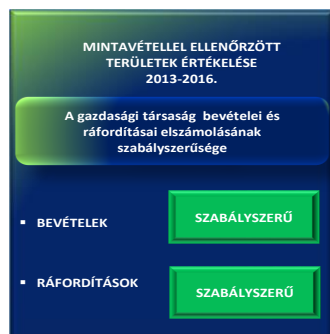 MINTAVÉTELLEL ELLENŐRZÖTT
TERÜLETEK ÉRTÉKELÉSE
2013-2016.
A gazdasági társaság bevételei és
ráfordításai elszámolásának
szabályszerűsége
▪ BEVÉTELEK
SZABÁLYSZERŰ
▪ RÁFORDÍTÁSOK
SZABÁLYSZERŰ